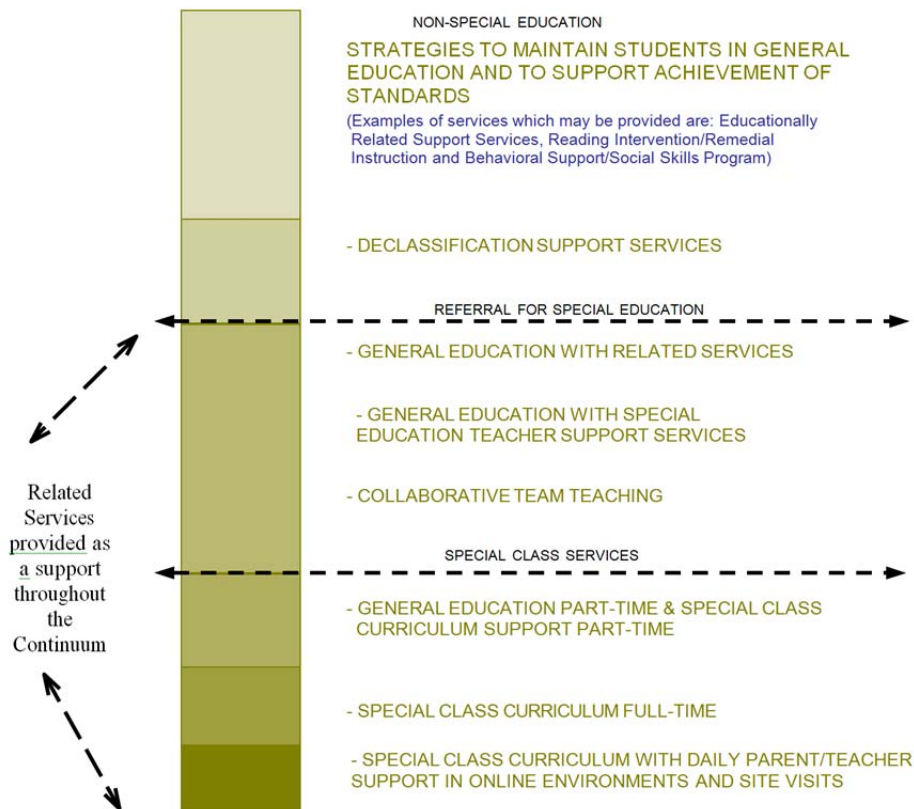 NON-SPECIAL EDUCATION
STRATEGIES TO MAINTAIN STUDENTS IN GENERAL
EDUCATION AND TO SUPPORT ACHIEVEMENT OF
STANDARDS
(Examples of services which may be provided are: Educationally
Related Support Services, Reading Intervention/Remedial
Instruction and Behavioral Support/Social Skills Program)
- DECLASSIFICATION SUPPORT SERVICES
REFERRAL FOR SPECIAL EDUCATION
- GENERAL EDUCATION WITH RELATED SERVICES
- GENERAL EDUCATION WITH SPECIAL
EDUCATION TEACHER SUPPORT SERVICES
- COLLABORATIVE TEAM TEACHING
SPECIAL CLASS SERVICES
- GENERAL EDUCATION PART-TIME & SPECIAL CLASS
CURRICULUM SUPPORT PART-TIME
- SPECIAL CLASS CURRICULUM FULL-TIME
- SPECIAL CLASS CURRICULUM WITH DAILY PARENT/TEACHER
SUPPORT IN ONLINE ENVIRONMENTS AND SITE VISITS
Related
Services
provided as
a support
throughout
the
Continuum